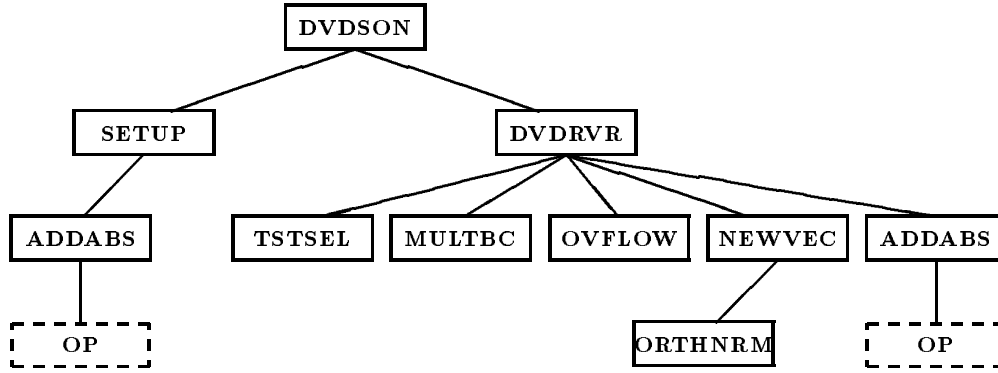 DVDSON
SETUP
DVDRVR
ADDABS
TSTSEL
MULTBC
OVFLOW
NEWVEC
ADDABS
OP
ORTHNRM
OP